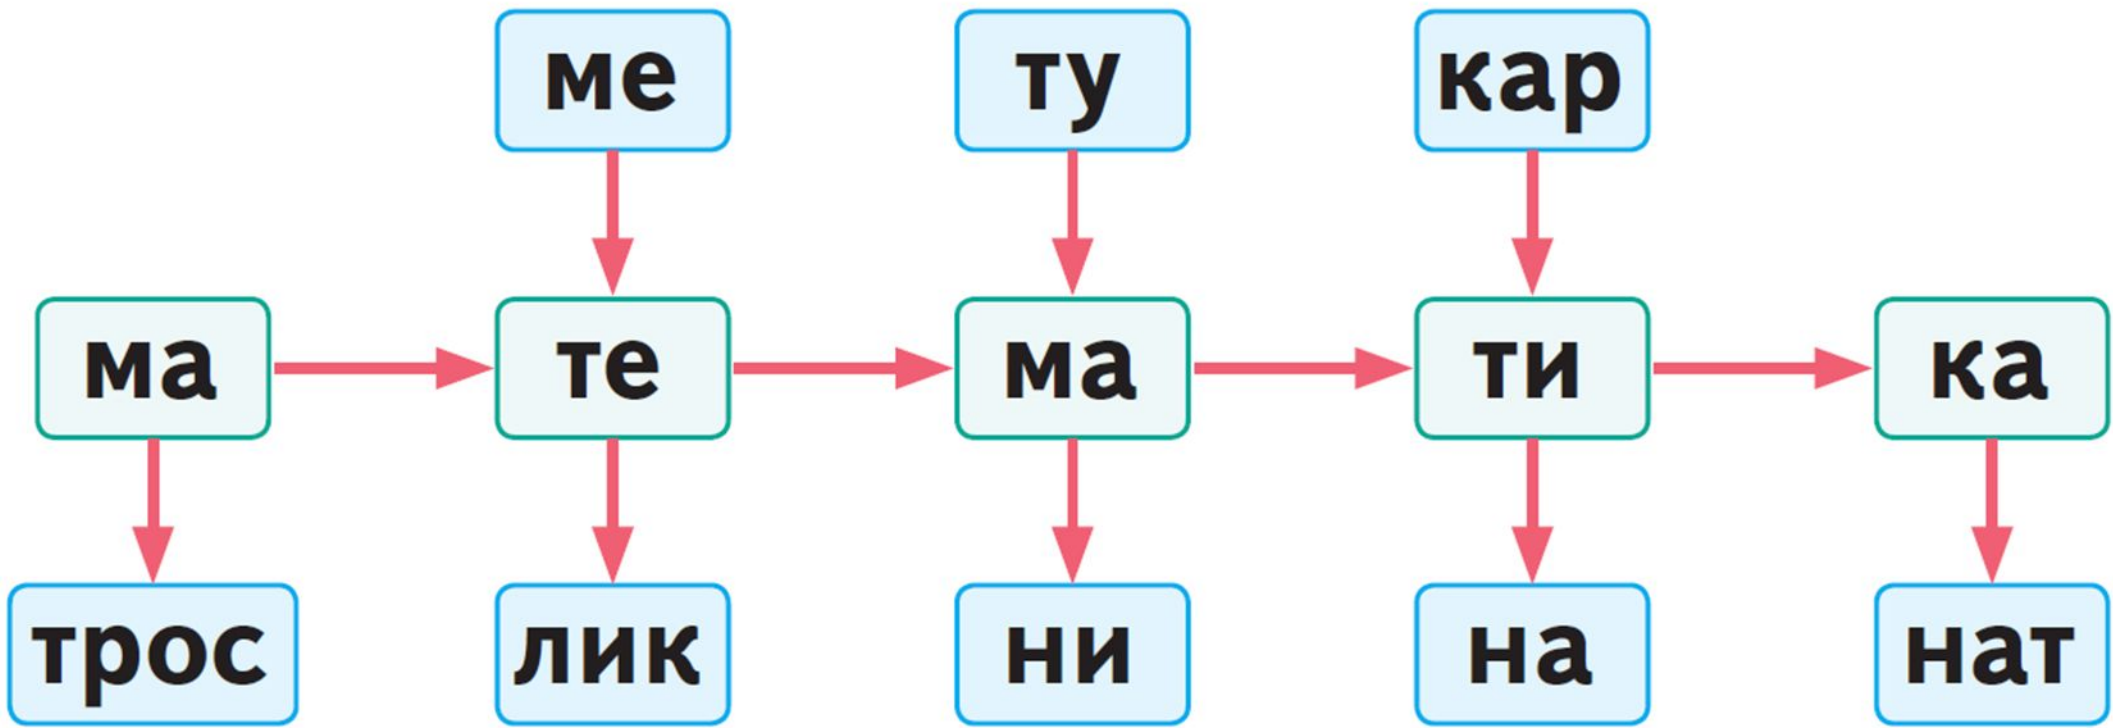 ме ту кар
ма те ма ти ка
трос лик ни на нат